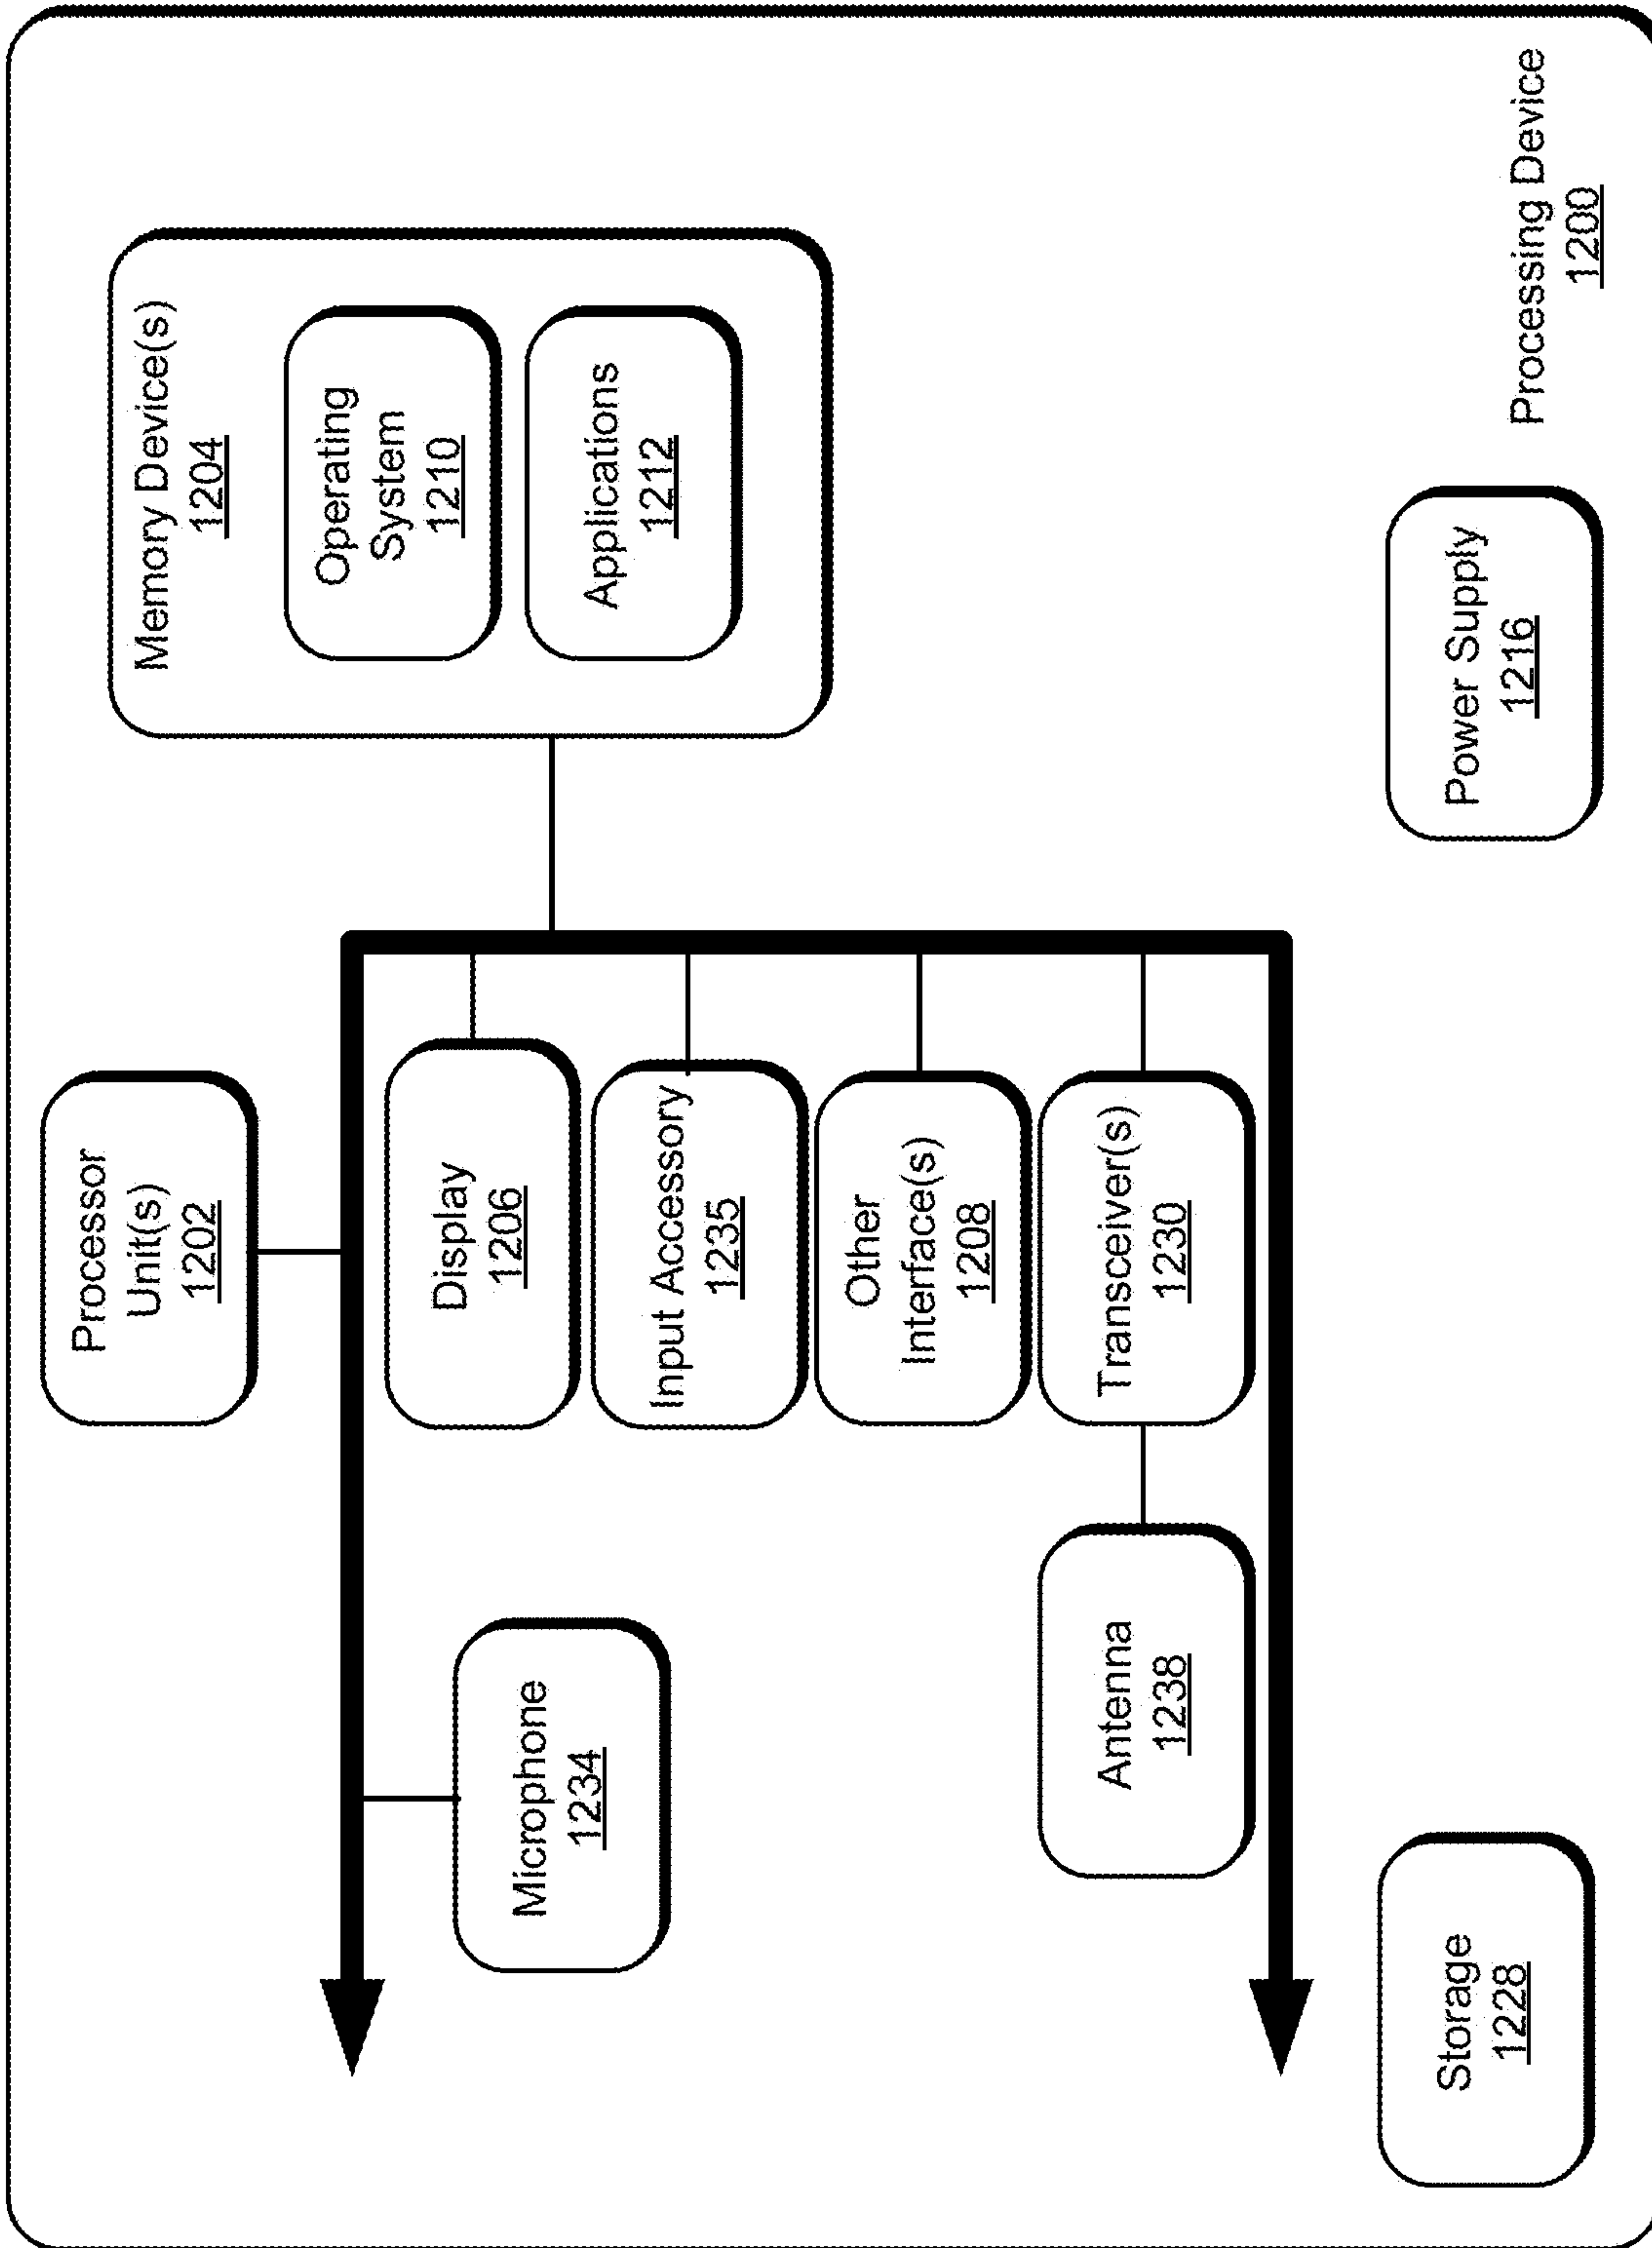 Processor
Unit(s)
1202
Memory Device(s)
1204
Operating
System
1210
Applications
1212
Display
1206
Microphone
1234
Input Accessory
1235
Other
Interface(s)
1208
Transceiver(s)
1230
Antenna
1238
Storage
1228
Power Supply
1216
Processing Device
1200